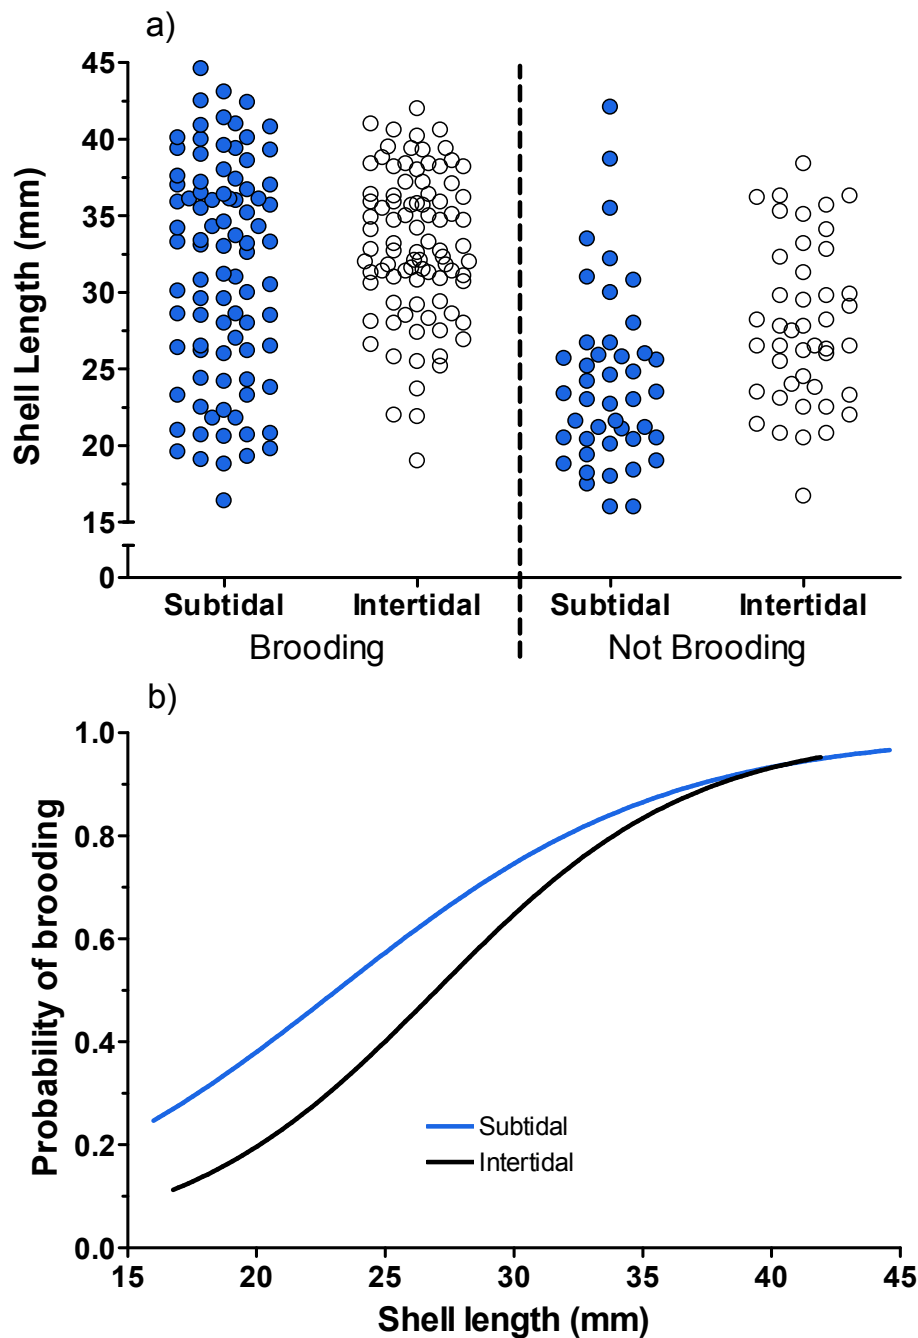 a)
45
40
35
30
25
20
15
0
Shell Length (mm)
Subtidal Intertidal Subtidal Intertidal
Brooding Not Brooding
b)
1.0
0.8
0.6
0.4
0.2
0.0
Probability of brooding
Subtidal
Intertidal
15 20 25 30 35 40 45
Shell length (mm)